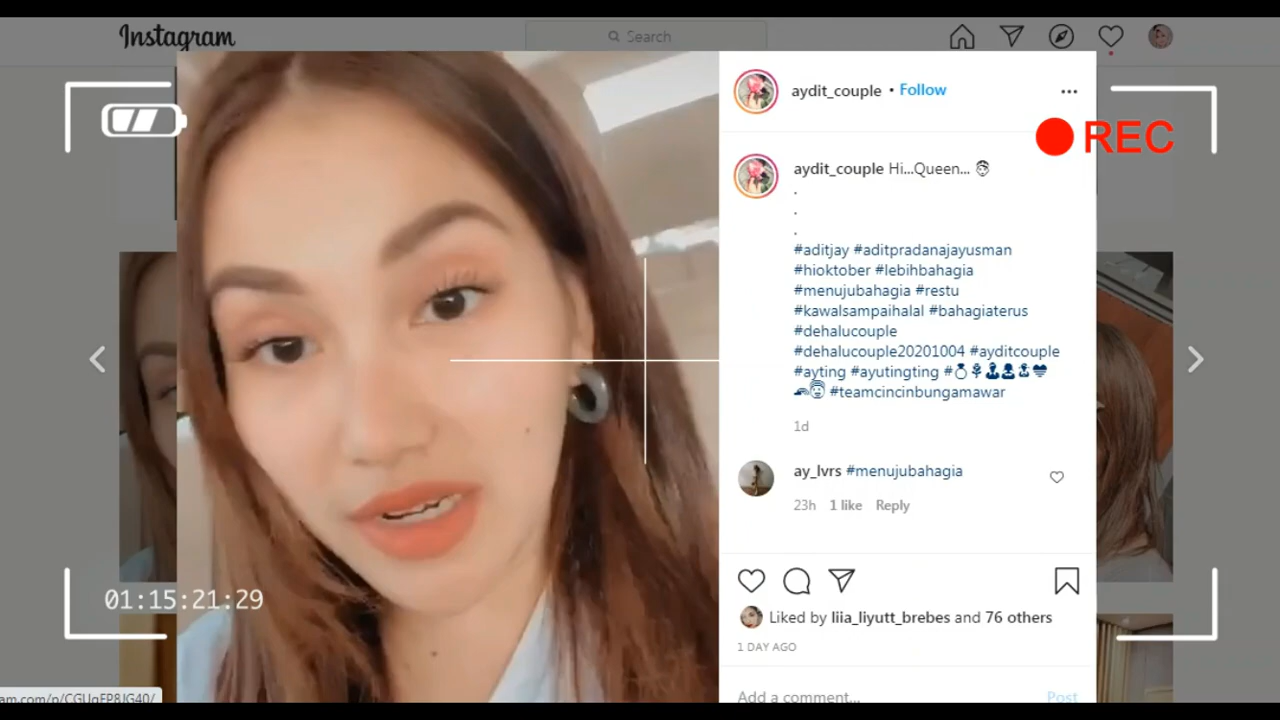 Instagram
Search
aydit_couple • Follow
REC
aydit_couple Hi...Queen...
.
.
.
#aditjay #aditpradanajayusman
#hioktober #lebihbahagia
#menujubahagia #restu
#kawalsampaihalal #bahagiaterus
#dehalucouple
#dehalucouple20201004 #ayditcouple
#ayting #ayutingting #
#teamcincinbungamawar
1d
ay_lvrs #menujubahagia
23h 1 like Reply
01:15:21:29
Liked by liia_liyutt_brebes and 76 others
1 DAY AGO
Add a comment... Post